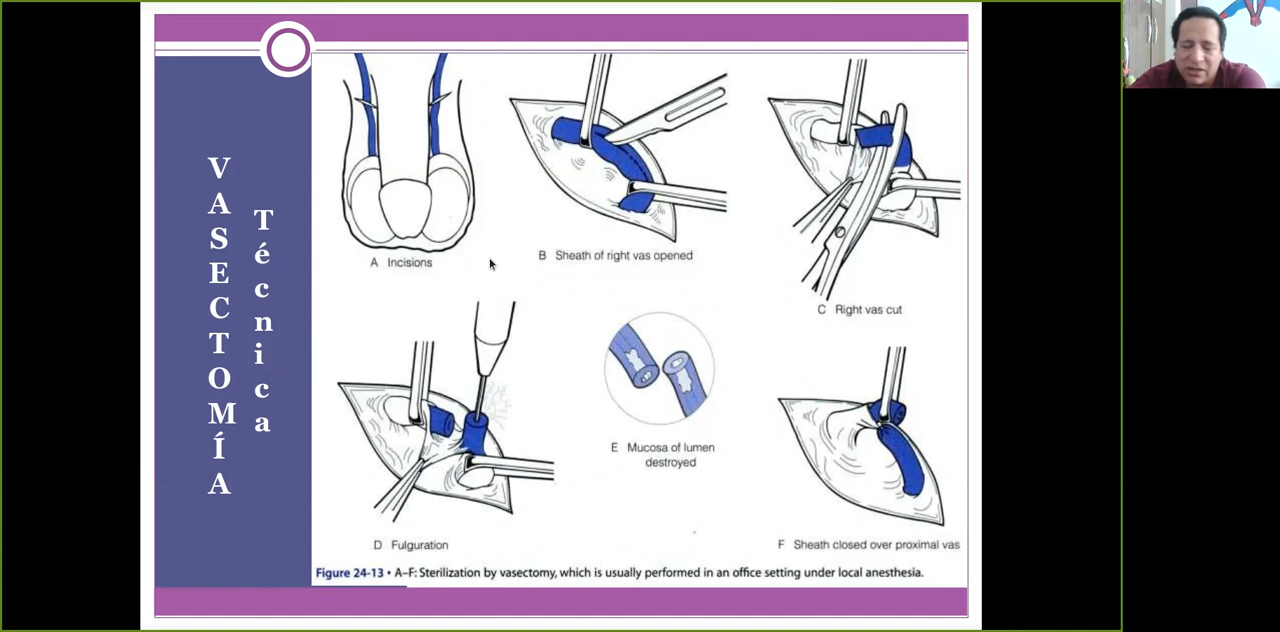 VASECTOMÍA
Técnica
A Incisions
B Sheath of right vas opened
C Right vas cut
D Fulguration
E Mucosa of lumen
destroyed
F Sheath closed over proximal vas
Figure 24-13 • A–F: Sterilization by vasectomy, which is usually performed in an office setting under local anesthesia.